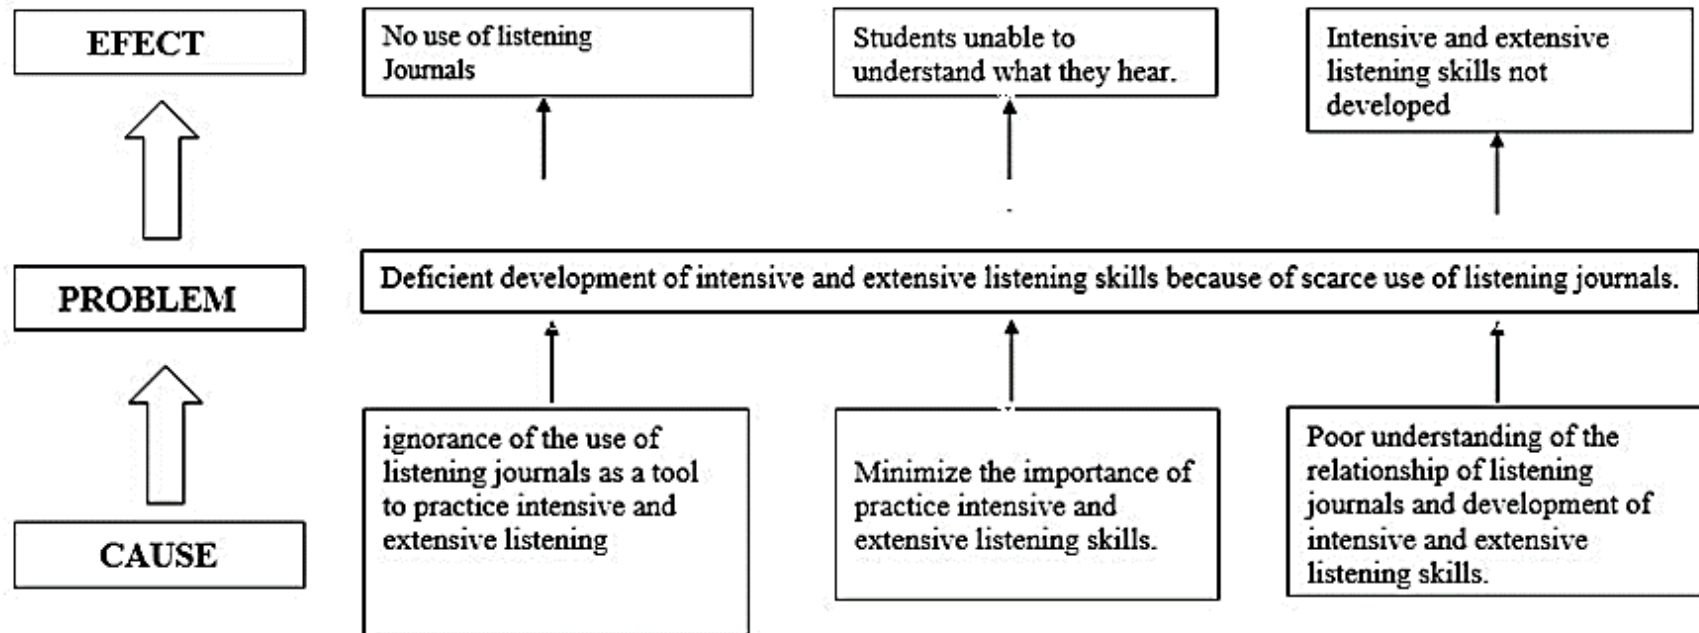 EFECT
No use of listening
Journals
Students unable to
understand what they hear.
Intensive and extensive
listening skills not
developed
PROBLEM
Deficient development of intensive and extensive listening skills because of scarce use of listening journals.
CAUSE
ignorance of the use of
listening journals as a tool
to practice intensive and
extensive listening
Minimize the importance of
practice intensive and
extensive listening skills.
Poor understanding of the
relationship of listening
journals and development of
intensive and extensive
listening skills.